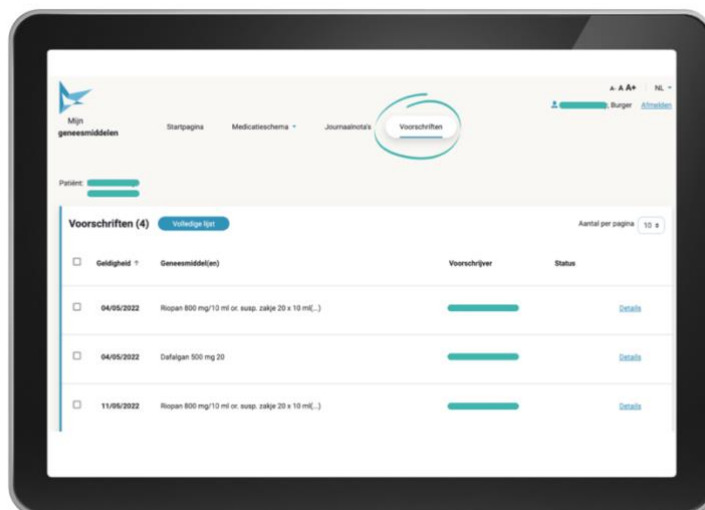 A- A A+ NL
, Burger Afmelden
Mijn
geneesmiddelen
Startpagina Medicatieschema Journaalnota's Voorschriften
Patiënt:
Voorschriften (4) Volledige lijst Aantal per pagina 10
Geldigheid ↑ Geneesmiddel(en) Voorschrijver Status
04/05/2022 Riopan 800 mg/10 ml or. susp. zakje 20 x 10 ml(...) Details
04/05/2022 Dafalgan 500 mg 20 Details
11/05/2022 Riopan 800 mg/10 ml or. susp. zakje 20 x 10 ml(...) Details